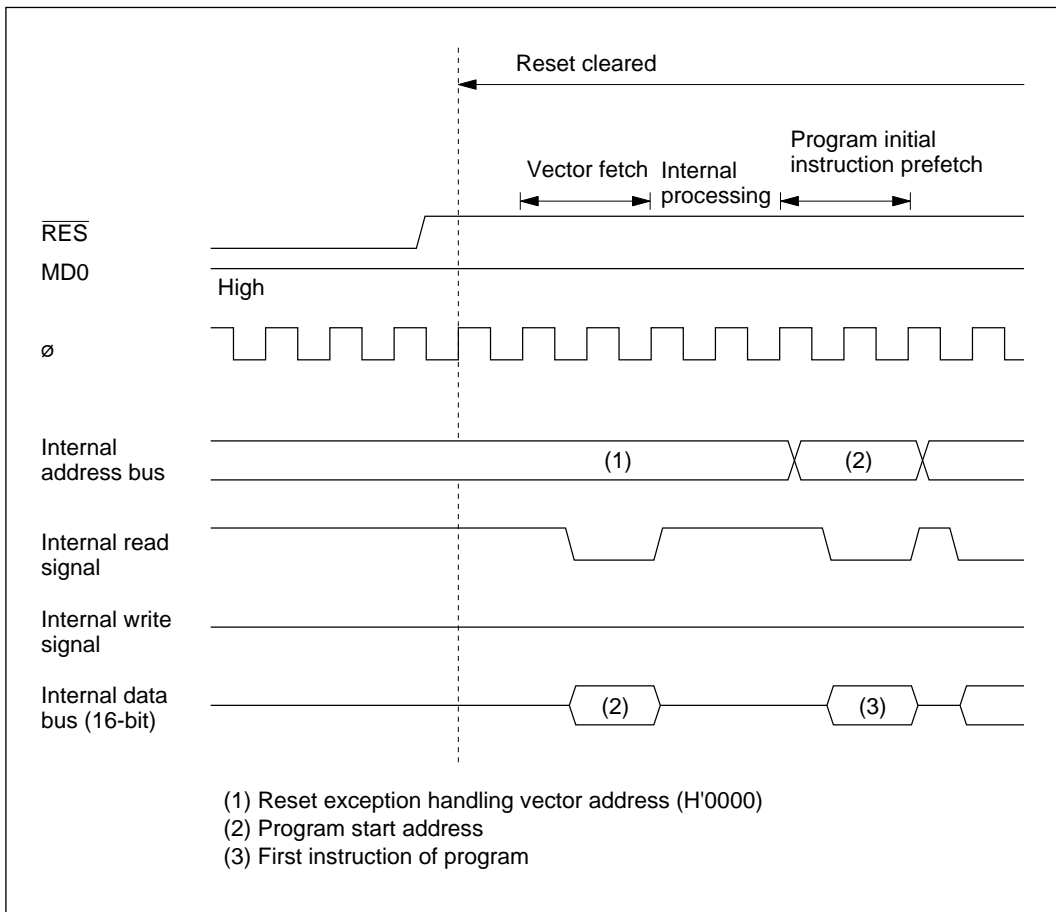 Reset cleared
Vector fetch
Internal
processing
Program initial
instruction prefetch
RES
MD0
High
ø
Internal
address bus
(1)
(2)
Internal read
signal
Internal write
signal
Internal data
bus (16-bit)
(2)
(3)
(1) Reset exception handling vector address (H'0000)
(2) Program start address
(3) First instruction of program